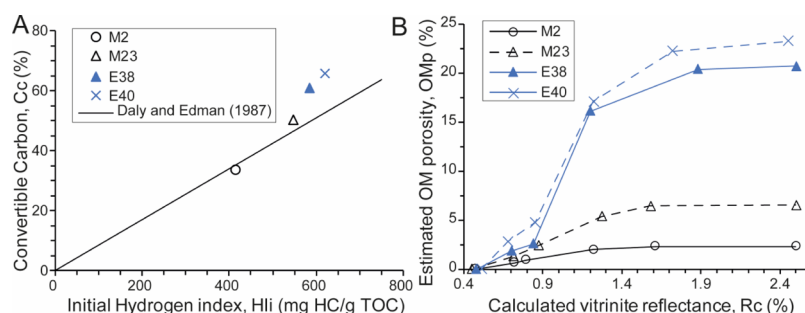 A
Convertible Carbon, Cc (%)
80
60
40
20
0
0
200
400
600
800
Initial Hydrogen index, HIi (mg HC/g TOC)
M2
M23
E38
E40
Daly and Edman (1987)
B
Estimated OM porosity, OMp (%)
25
20
15
10
5
0
0.4
0.9
1.4
1.9
2.4
Calculated vitrinite reflectance, Rc (%)
M2
M23
E38
E40